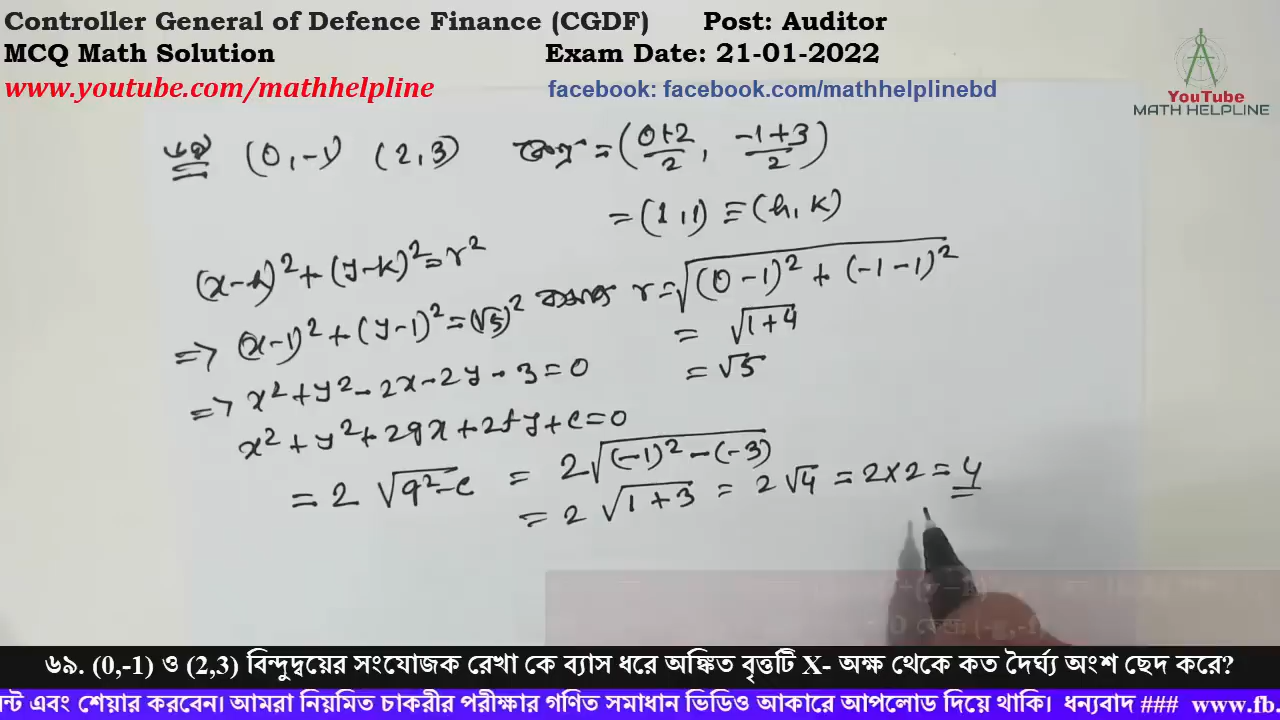 Controller General of Defence Finance (CGDF) Post: Auditor
MCQ Math Solution Exam Date: 21-01-2022
www.youtube.com/mathhelpline facebook: facebook.com/mathhelplinebd
YouTube
MATH HELPLINE
৬৯ (0,-1) (2,3) কেন্দ্র = (0+2/2, -1+3/2)
= (1,1) ≡ (h, k)
(x-h)² + (y-k)² = r²
ব্যাসার্ধ r = √(0-1)² + (-1-1)²
⇒ (x-1)² + (y-1)² = (√5)²
= √1+4
= √5
⇒ x² + y² - 2x - 2y - 3 = 0
x² + y² + 2gx + 2fy + c = 0
= 2 √g²-c = 2√(-1)² - (-3)
= 2 √1+3 = 2√4 = 2×2 = 4
৬৯. (0,-1) ও (2,3) বিন্দুদ্বয়ের সংযোজক রেখা কে ব্যাস ধরে অঙ্কিত বৃত্তটি X- অক্ষ থেকে কত দৈর্ঘ্য অংশ ছেদ করে?
ন্ট এবং শেয়ার করবেন। আমরা নিয়মিত চাকরীর পরীক্ষার গণিত সমাধান ভিডিও আকারে আপলোড দিয়ে থাকি। ধন্যবাদ ### www.fb.